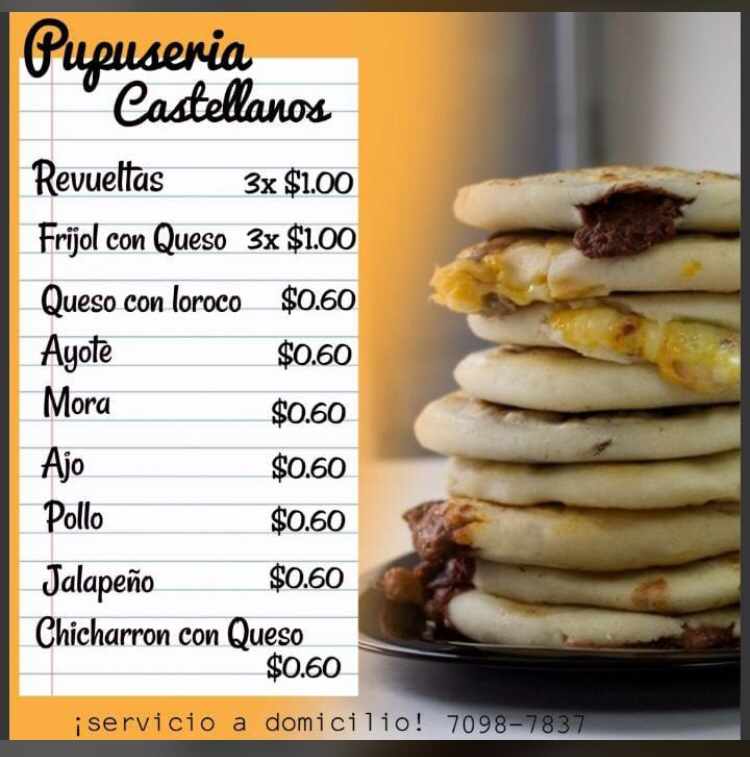 Pupuseria
Castellanos
Revueltas 3x $1.00
Frijol con Queso 3x $1.00
Queso con loroco $0.60
Ayote $0.60
Mora $0.60
Ajo $0.60
Pollo $0.60
Jalapeño $0.60
Chicharron con Queso
$0.60
¡servicio a domicilio! 7098-7837